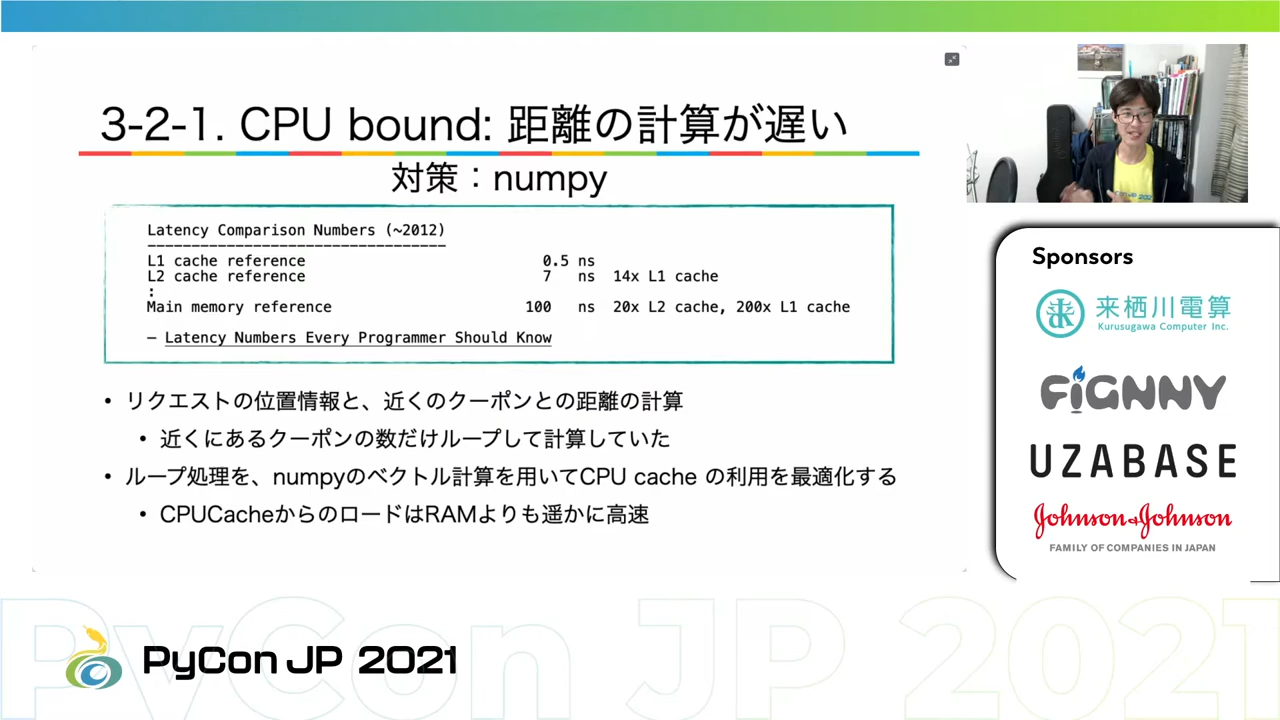 3-2-1. CPU bound: 距離の計算が遅い
対策：numpy
Latency Comparison Numbers (~2012)
----------------------------------
L1 cache reference 0.5 ns
L2 cache reference 7 ns 14x L1 cache
:
Main memory reference 100 ns 20x L2 cache, 200x L1 cache
— Latency Numbers Every Programmer Should Know
• リクエストの位置情報と、近くのクーポンとの距離の計算
• 近くにあるクーポンの数だけループして計算していた
• ループ処理を、numpyのベクトル計算を用いてCPU cache の利用を最適化する
• CPUCacheからのロードはRAMよりも遥かに高速
Sponsors
来栖川電算
Kurusugawa Computer Inc.
FiGNNY
UZABASE
Johnson&Johnson
FAMILY OF COMPANIES IN JAPAN
PyCon JP 2021
PyCon JP 2021